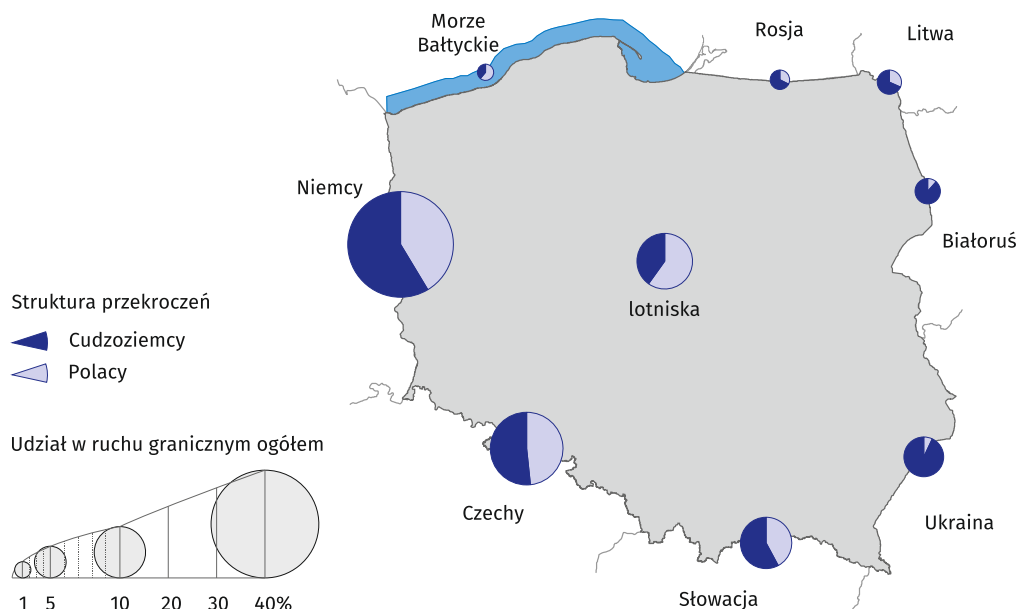 Morze
Bałtyckie
Rosja
Litwa
Niemcy
Białoruś
lotniska
Struktura przekroczeń
Cudzoziemcy
Polacy
Udział w ruchu granicznym ogółem
Czechy
Ukraina
Słowacja
1 5 10 20 30 40%